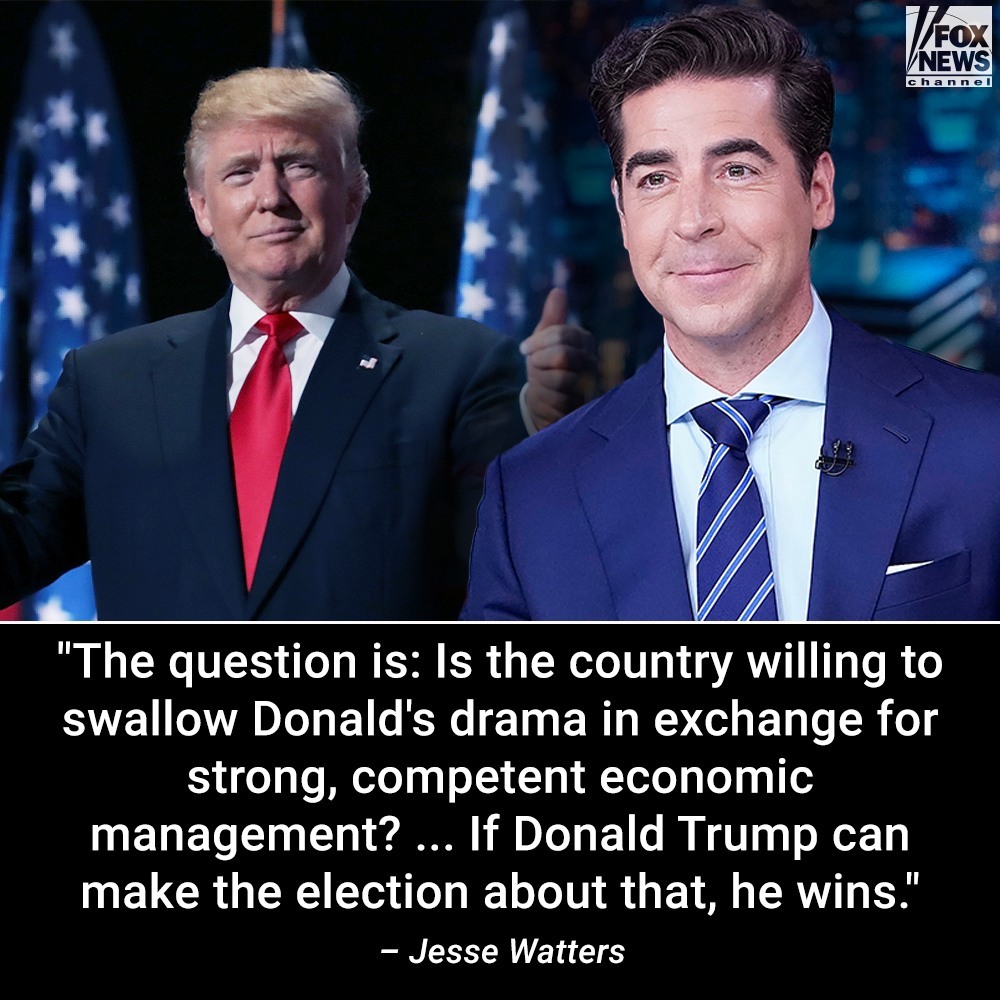 FOX
NEWS
channel
"The question is: Is the country willing to
swallow Donald's drama in exchange for
strong, competent economic
management? ... If Donald Trump can
make the election about that, he wins."
– Jesse Watters